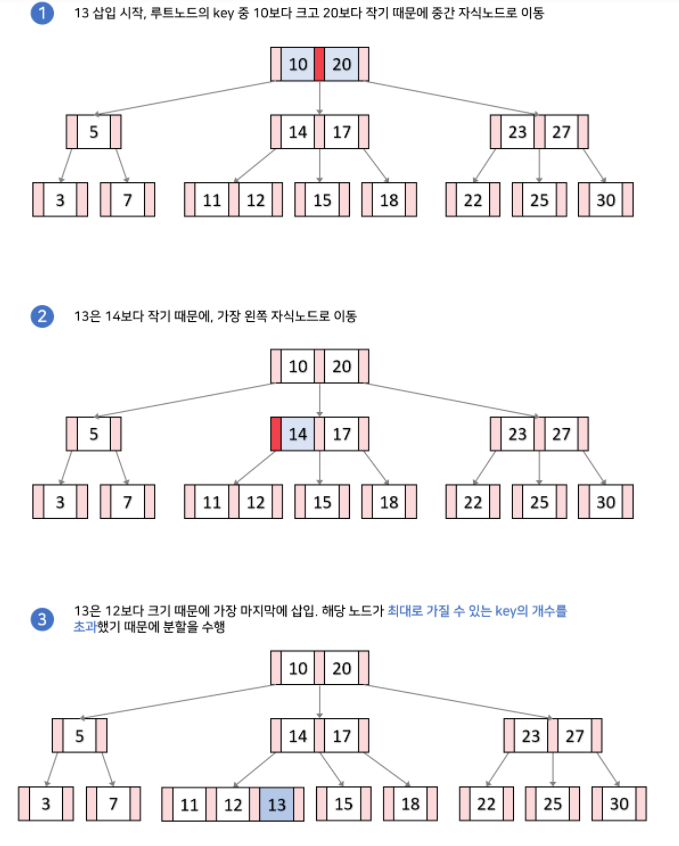 1 13 삽입 시작, 루트노드의 key 중 10보다 크고 20보다 작기 때문에 중간 자식노드로 이동
10 20
5 14 17 23 27
3 7 11 12 15 18 22 25 30
2 13은 14보다 작기 때문에, 가장 왼쪽 자식노드로 이동
10 20
5 14 17 23 27
3 7 11 12 15 18 22 25 30
3 13은 12보다 크기 때문에 가장 마지막에 삽입. 해당 노드가 최대로 가질 수 있는 key의 개수를
초과했기 때문에 분할을 수행
10 20
5 14 17 23 27
3 7 11 12 13 15 18 22 25 30